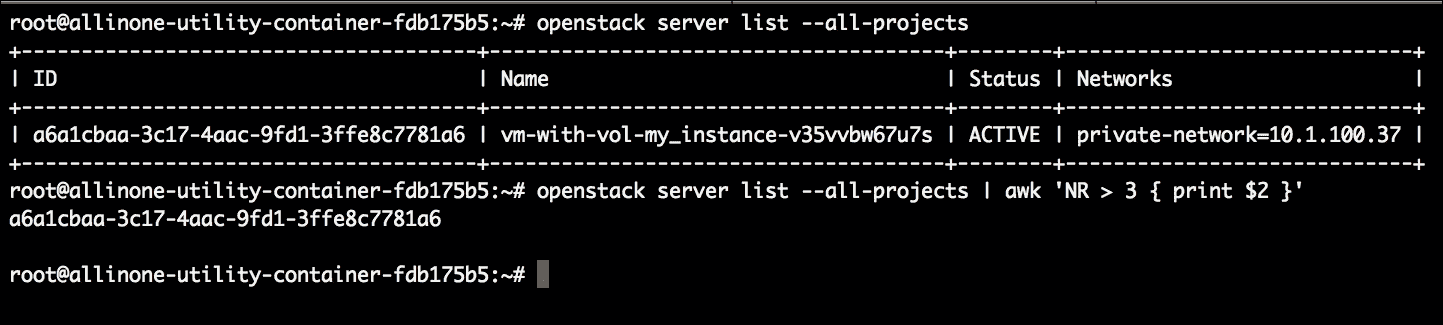 root@allinone-utility-container-fdb175b5:~# openstack server list --all-projects
+--------------------------------------+--------------------------------------+--------+-----------------------------+
| ID                                   | Name                                 | Status | Networks                    |
+--------------------------------------+--------------------------------------+--------+-----------------------------+
| a6a1cbaa-3c17-4aac-9fd1-3ffe8c7781a6 | vm-with-vol-my_instance-v35vvbw67u7s | ACTIVE | private-network=10.1.100.37 |
+--------------------------------------+--------------------------------------+--------+-----------------------------+
root@allinone-utility-container-fdb175b5:~# openstack server list --all-projects | awk 'NR > 3 { print $2 }'
a6a1cbaa-3c17-4aac-9fd1-3ffe8c7781a6

root@allinone-utility-container-fdb175b5:~#